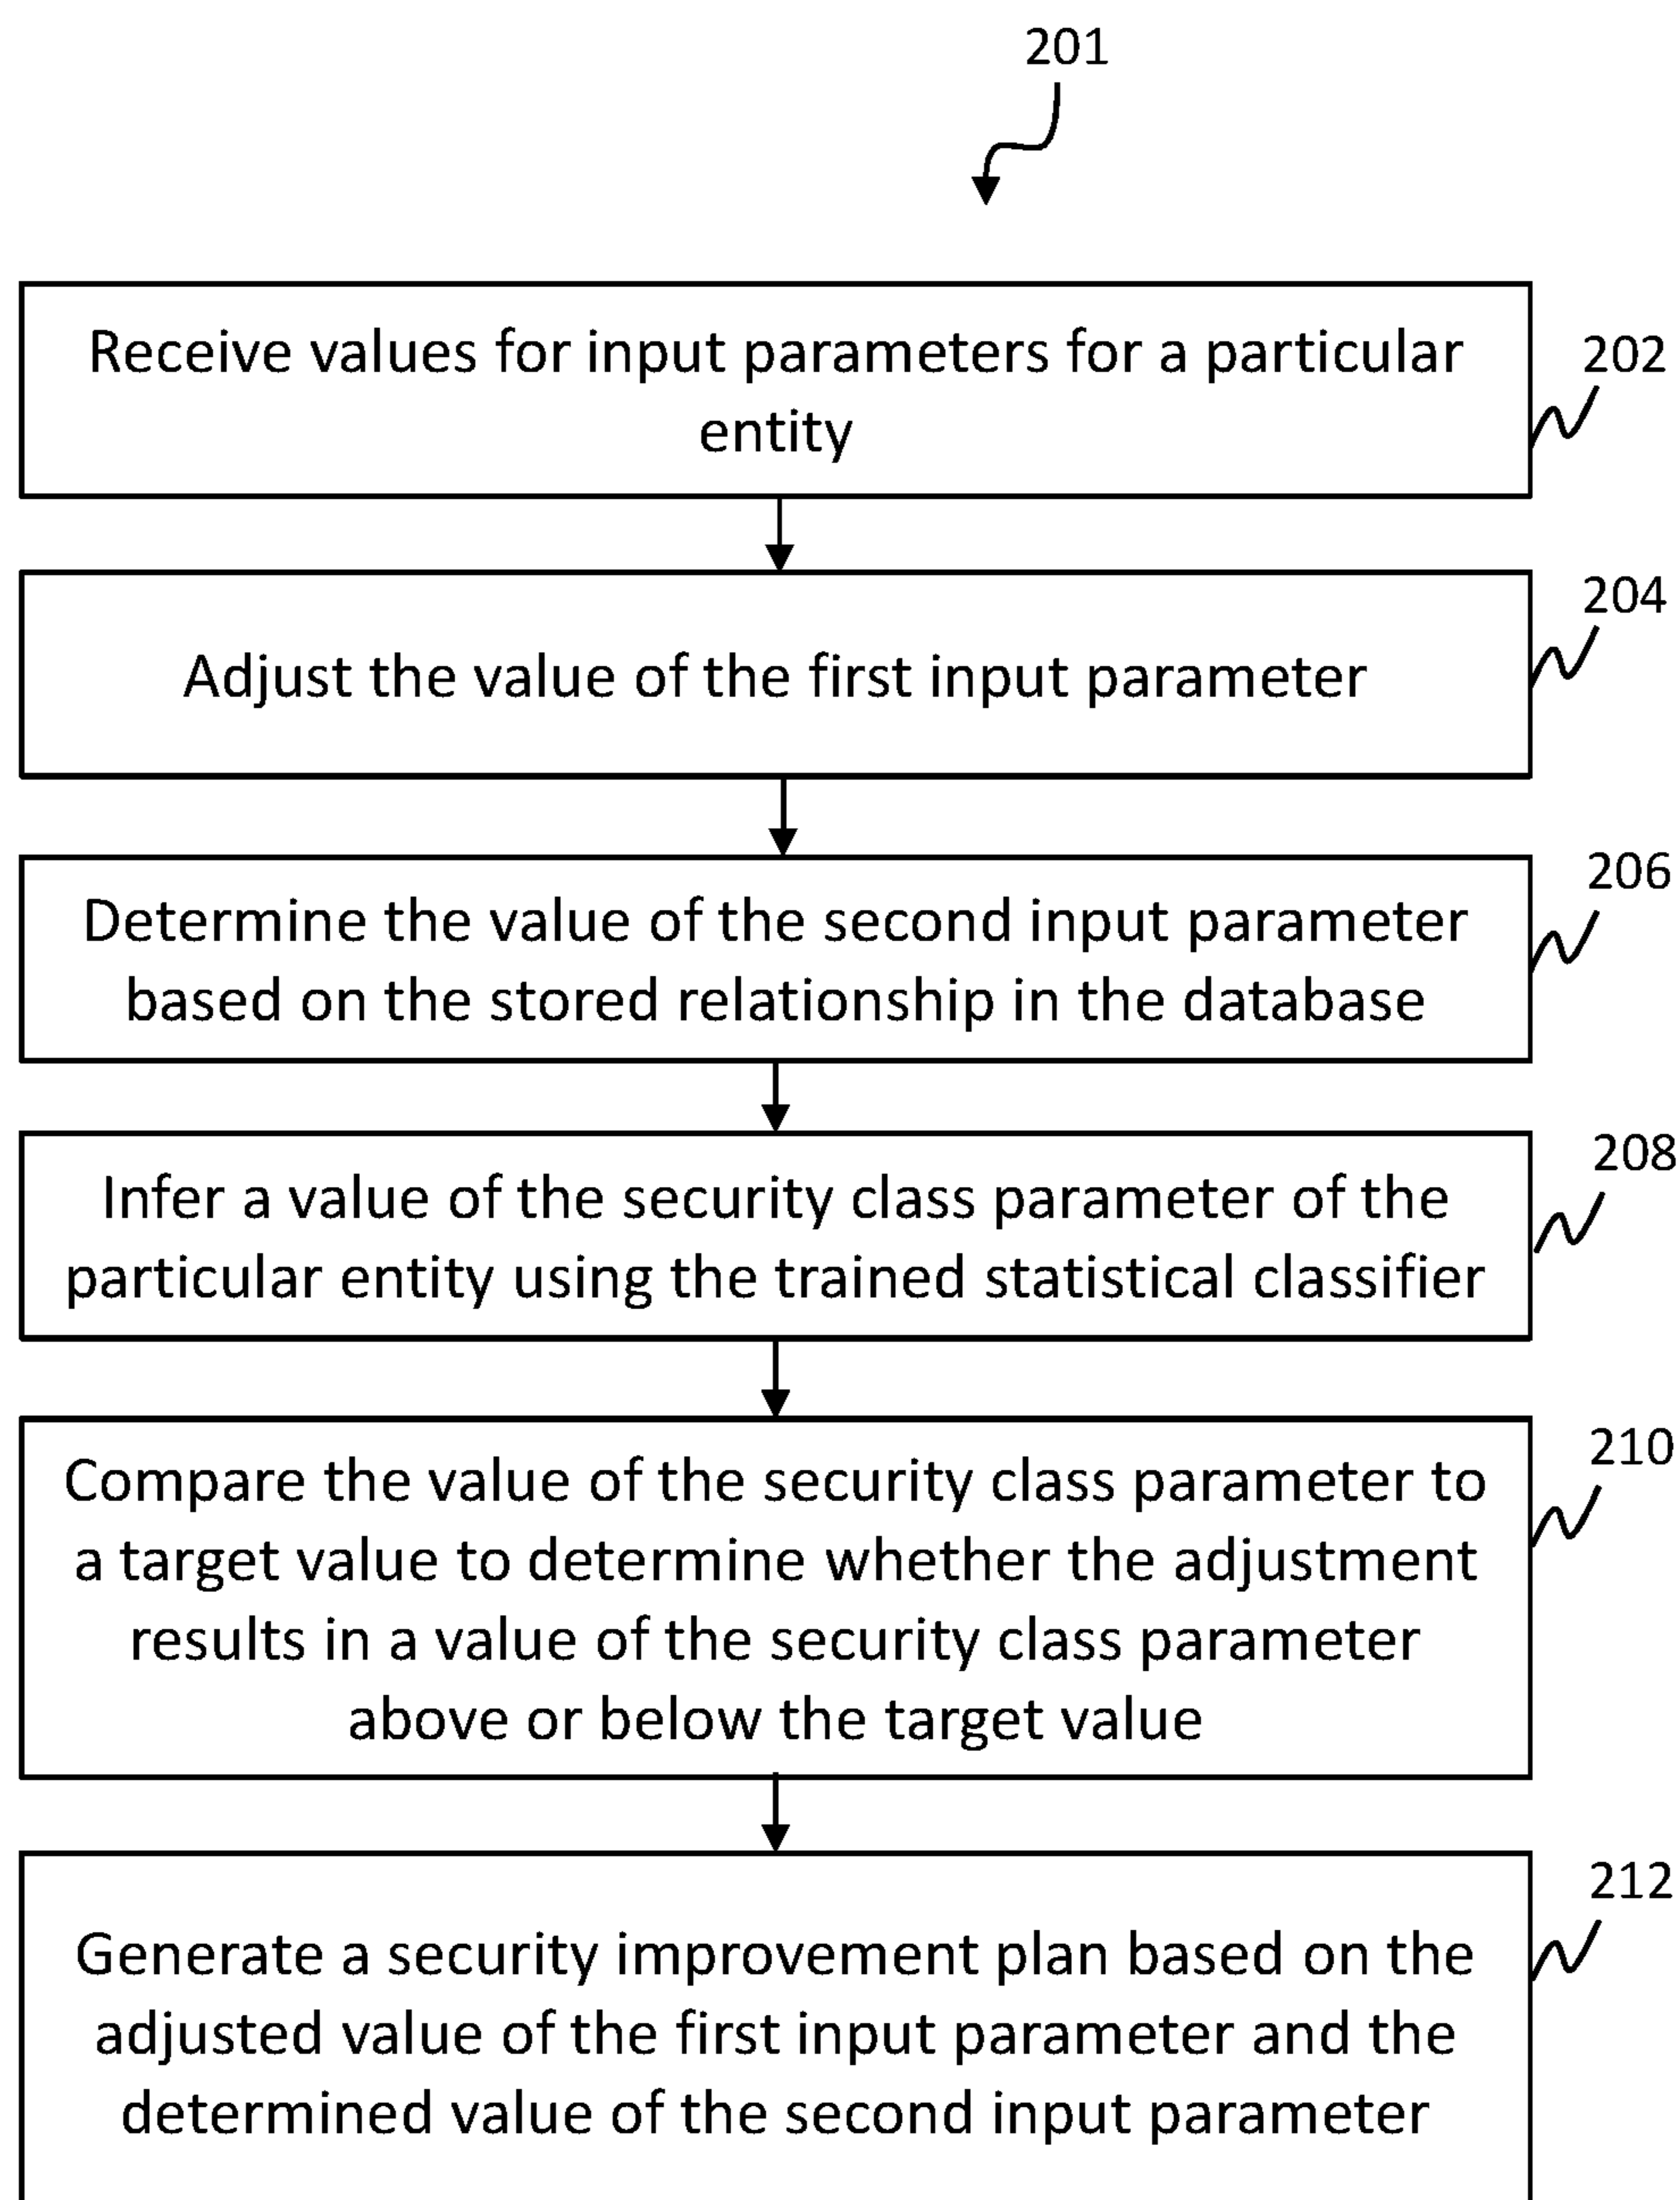 201
Receive values for input parameters for a particular
entity
202
Adjust the value of the first input parameter
204
Determine the value of the second input parameter
based on the stored relationship in the database
206
Infer a value of the security class parameter of the
particular entity using the trained statistical classifier
208
Compare the value of the security class parameter to
a target value to determine whether the adjustment
results in a value of the security class parameter
above or below the target value
210
Generate a security improvement plan based on the
adjusted value of the first input parameter and the
determined value of the second input parameter
212